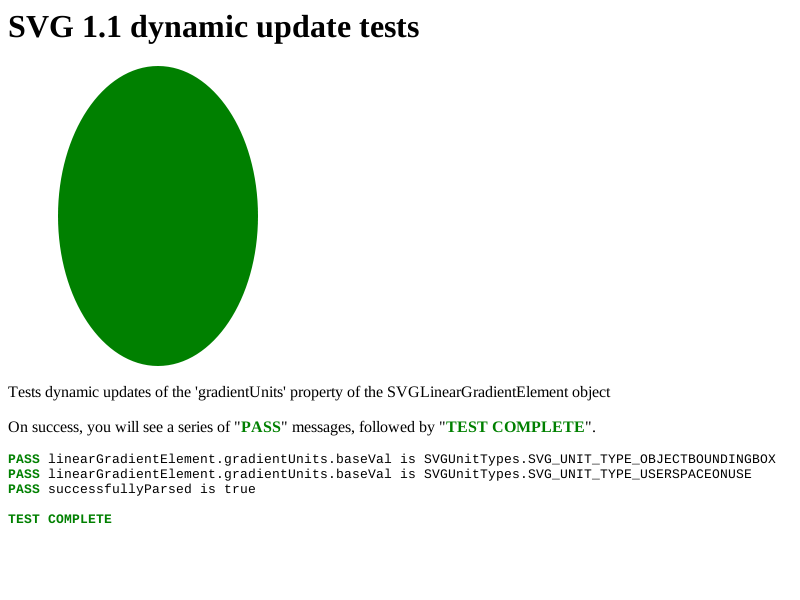 SVG 1.1 dynamic update tests
Tests dynamic updates of the 'gradientUnits' property of the SVGLinearGradientElement object
On success, you will see a series of "PASS" messages, followed by "TEST COMPLETE".
PASS linearGradientElement.gradientUnits.baseVal is SVGUnitTypes.SVG_UNIT_TYPE_OBJECTBOUNDINGBOX
PASS linearGradientElement.gradientUnits.baseVal is SVGUnitTypes.SVG_UNIT_TYPE_USERSPACEONUSE
PASS successfullyParsed is true
TEST COMPLETE